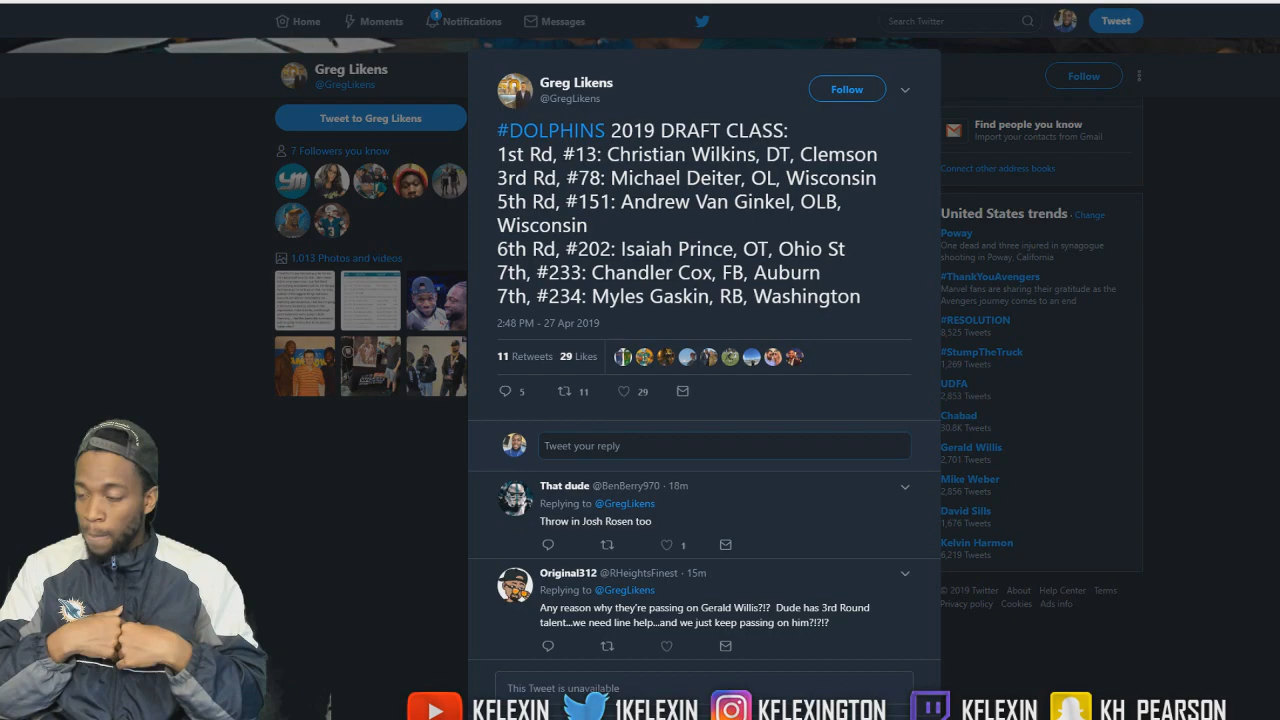 Home
Moments
1
Notifications
Messages
Search Twitter
Tweet
Greg Likens
@GregLikens
Follow
Tweet to Greg Likens
7 Followers you know
1,013 Photos and videos
Greg Likens
@GregLikens
Follow
#DOLPHINS 2019 DRAFT CLASS:
1st Rd, #13: Christian Wilkins, DT, Clemson
3rd Rd, #78: Michael Deiter, OL, Wisconsin
5th Rd, #151: Andrew Van Ginkel, OLB,
Wisconsin
6th Rd, #202: Isaiah Prince, OT, Ohio St
7th, #233: Chandler Cox, FB, Auburn
7th, #234: Myles Gaskin, RB, Washington
2:48 PM - 27 Apr 2019
11 Retweets 29 Likes
5 11 29
Tweet your reply
That dude @BenBerry970 · 18m
Replying to @GregLikens
Throw in Josh Rosen too
1
Original312 @RHeightsFinest · 15m
Replying to @GregLikens
Any reason why they're passing on Gerald Willis?!? Dude has 3rd Round
talent...we need line help...and we just keep passing on him?!?!?
This Tweet is unavailable
Find people you know
Import your contacts from Gmail
Connect other address books
United States trends · Change
Poway
One dead and three injured in synagogue
shooting in Poway, California
#ThankYouAvengers
Marvel fans are sharing their gratitude as the
Avengers journey comes to an end
#RESOLUTION
8,525 Tweets
#StumpTheTruck
1,269 Tweets
UDFA
2,853 Tweets
Chabad
30.8K Tweets
Gerald Willis
2,701 Tweets
Mike Weber
2,856 Tweets
David Sills
1,676 Tweets
Kelvin Harmon
6,219 Tweets
© 2019 Twitter About Help Center Terms
Privacy policy Cookies Ads info
KFLEXIN 1KFLEXIN KFLEXINGTON KFLEXIN KH_PEARSON